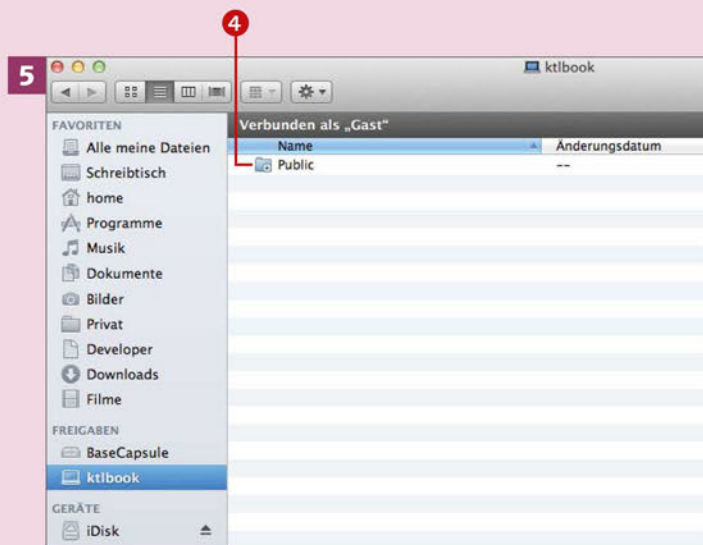 4
5
ktlbook
FAVORITEN
Alle meine Dateien
Schreibtisch
home
Programme
Musik
Dokumente
Bilder
Privat
Developer
Downloads
Filme
FREIGABEN
BaseCapsule
ktlbook
GERÄTE
iDisk
Verbunden als „Gast“
Name Änderungsdatum
Public --